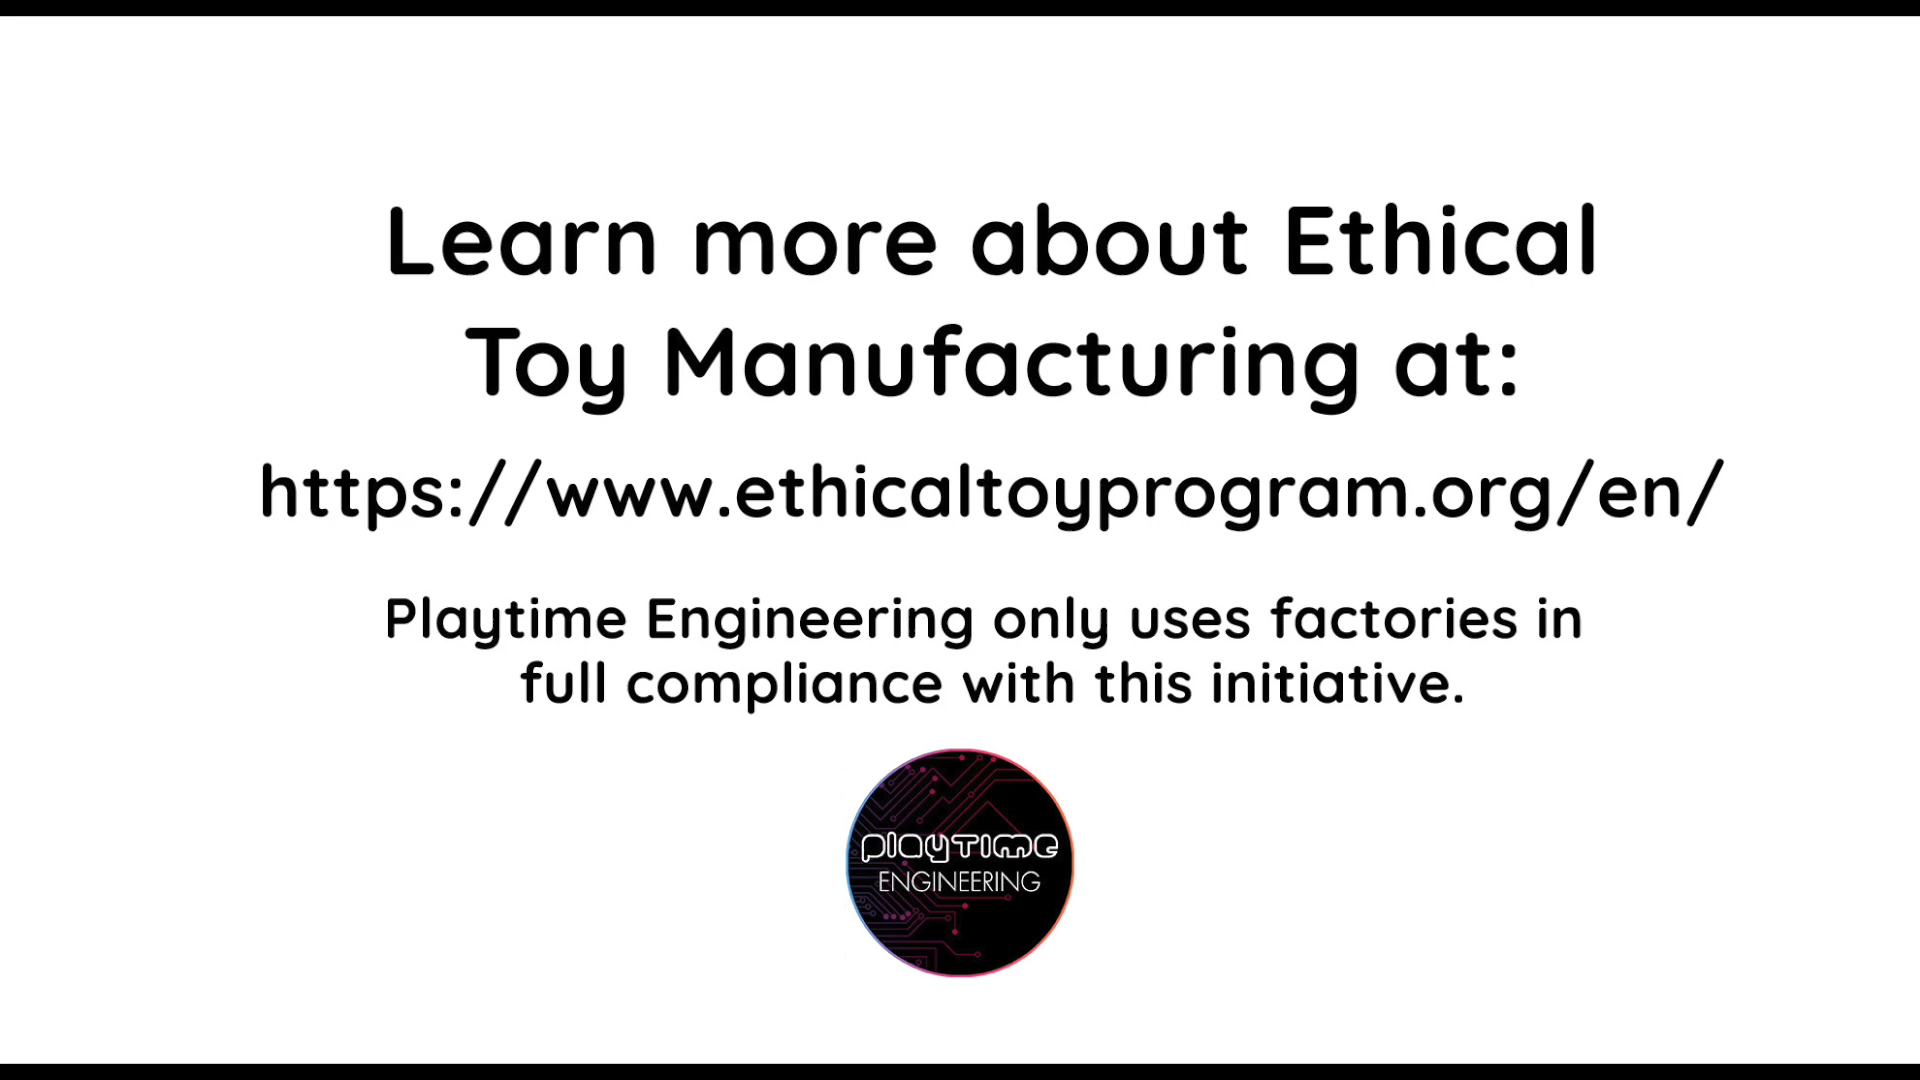 Learn more about Ethical
Toy Manufacturing at:
https://www.ethicaltoyprogram.org/en/
Playtime Engineering only uses factories in
full compliance with this initiative.
playtime
ENGINEERING